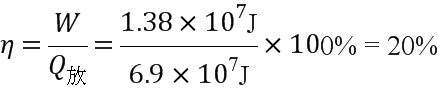 η = W/Q放 = 1.38 × 10⁷J/6.9 × 10⁷J × 100% = 20%